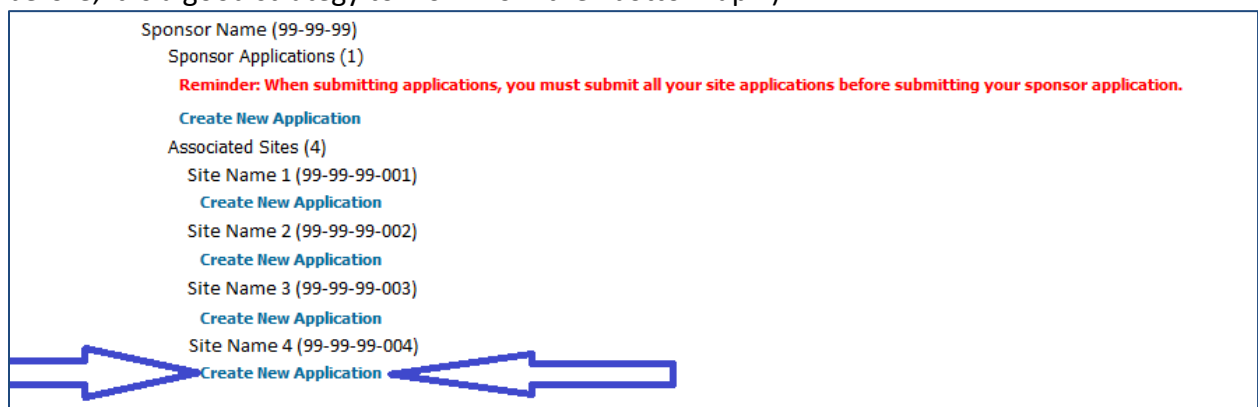 Sponsor Name (99-99-99)
Sponsor Applications (1)
Reminder: When submitting applications, you must submit all your site applications before submitting your sponsor application.
Create New Application
Associated Sites (4)
Site Name 1 (99-99-99-001)
Create New Application
Site Name 2 (99-99-99-002)
Create New Application
Site Name 3 (99-99-99-003)
Create New Application
Site Name 4 (99-99-99-004)
Create New Application